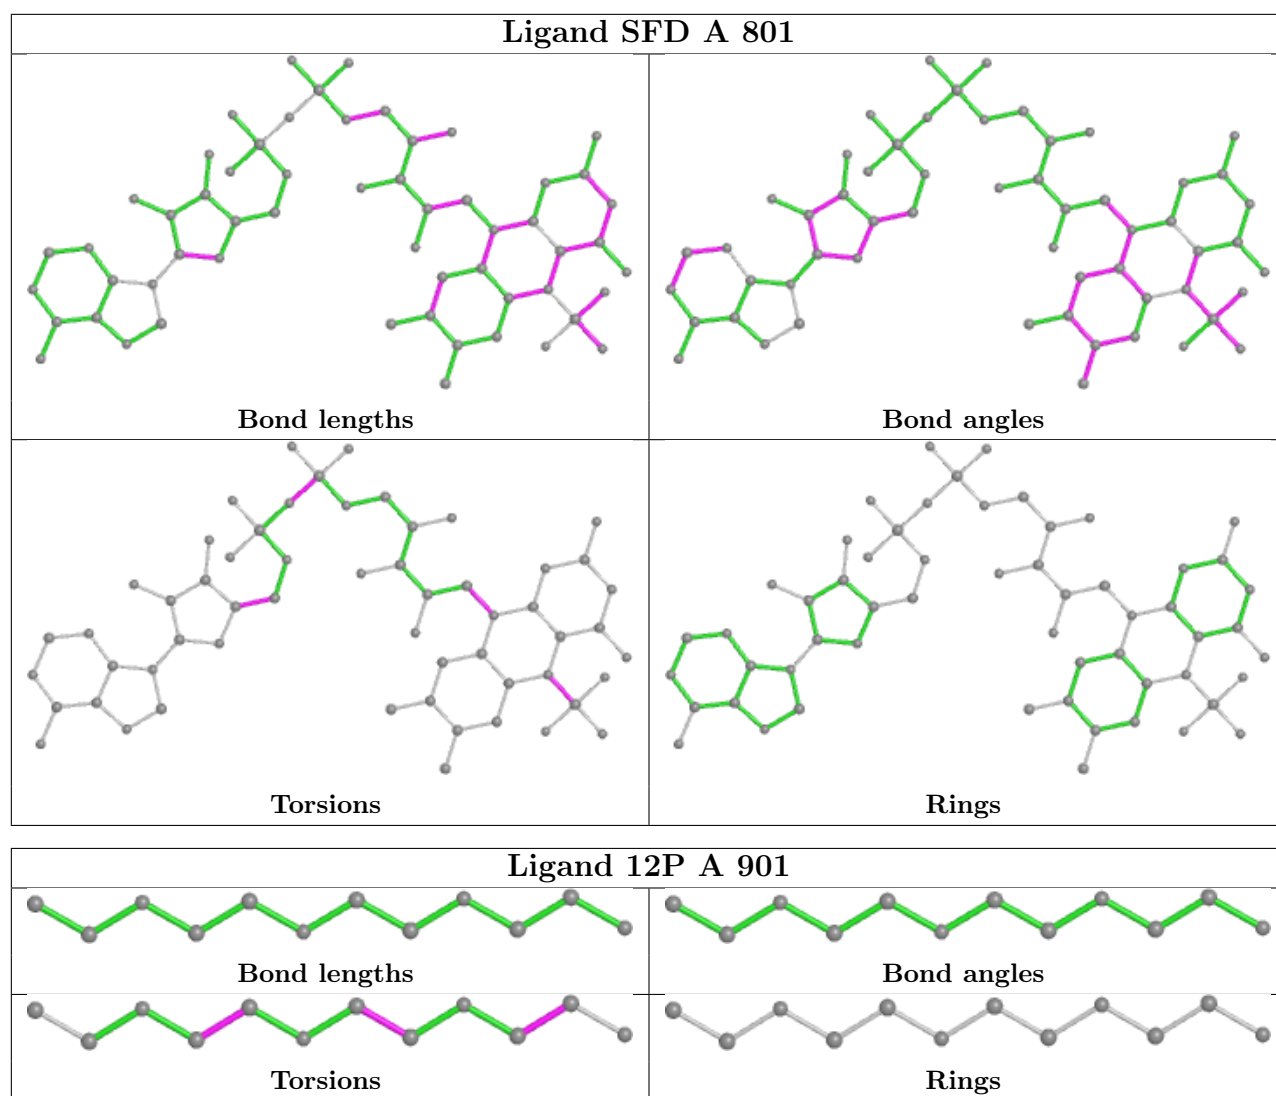 Ligand SFD A 801
Bond lengths
Bond angles
Torsions
Rings
Ligand 12P A 901
Bond lengths
Bond angles
Torsions
Rings